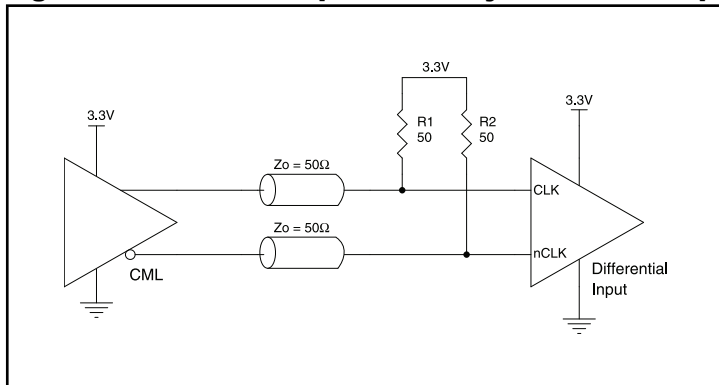 3.3V
3.3V
3.3V
R1
50
R2
50
Zo = 50Ω
CLK
Zo = 50Ω
nCLK
CML
Differential
Input